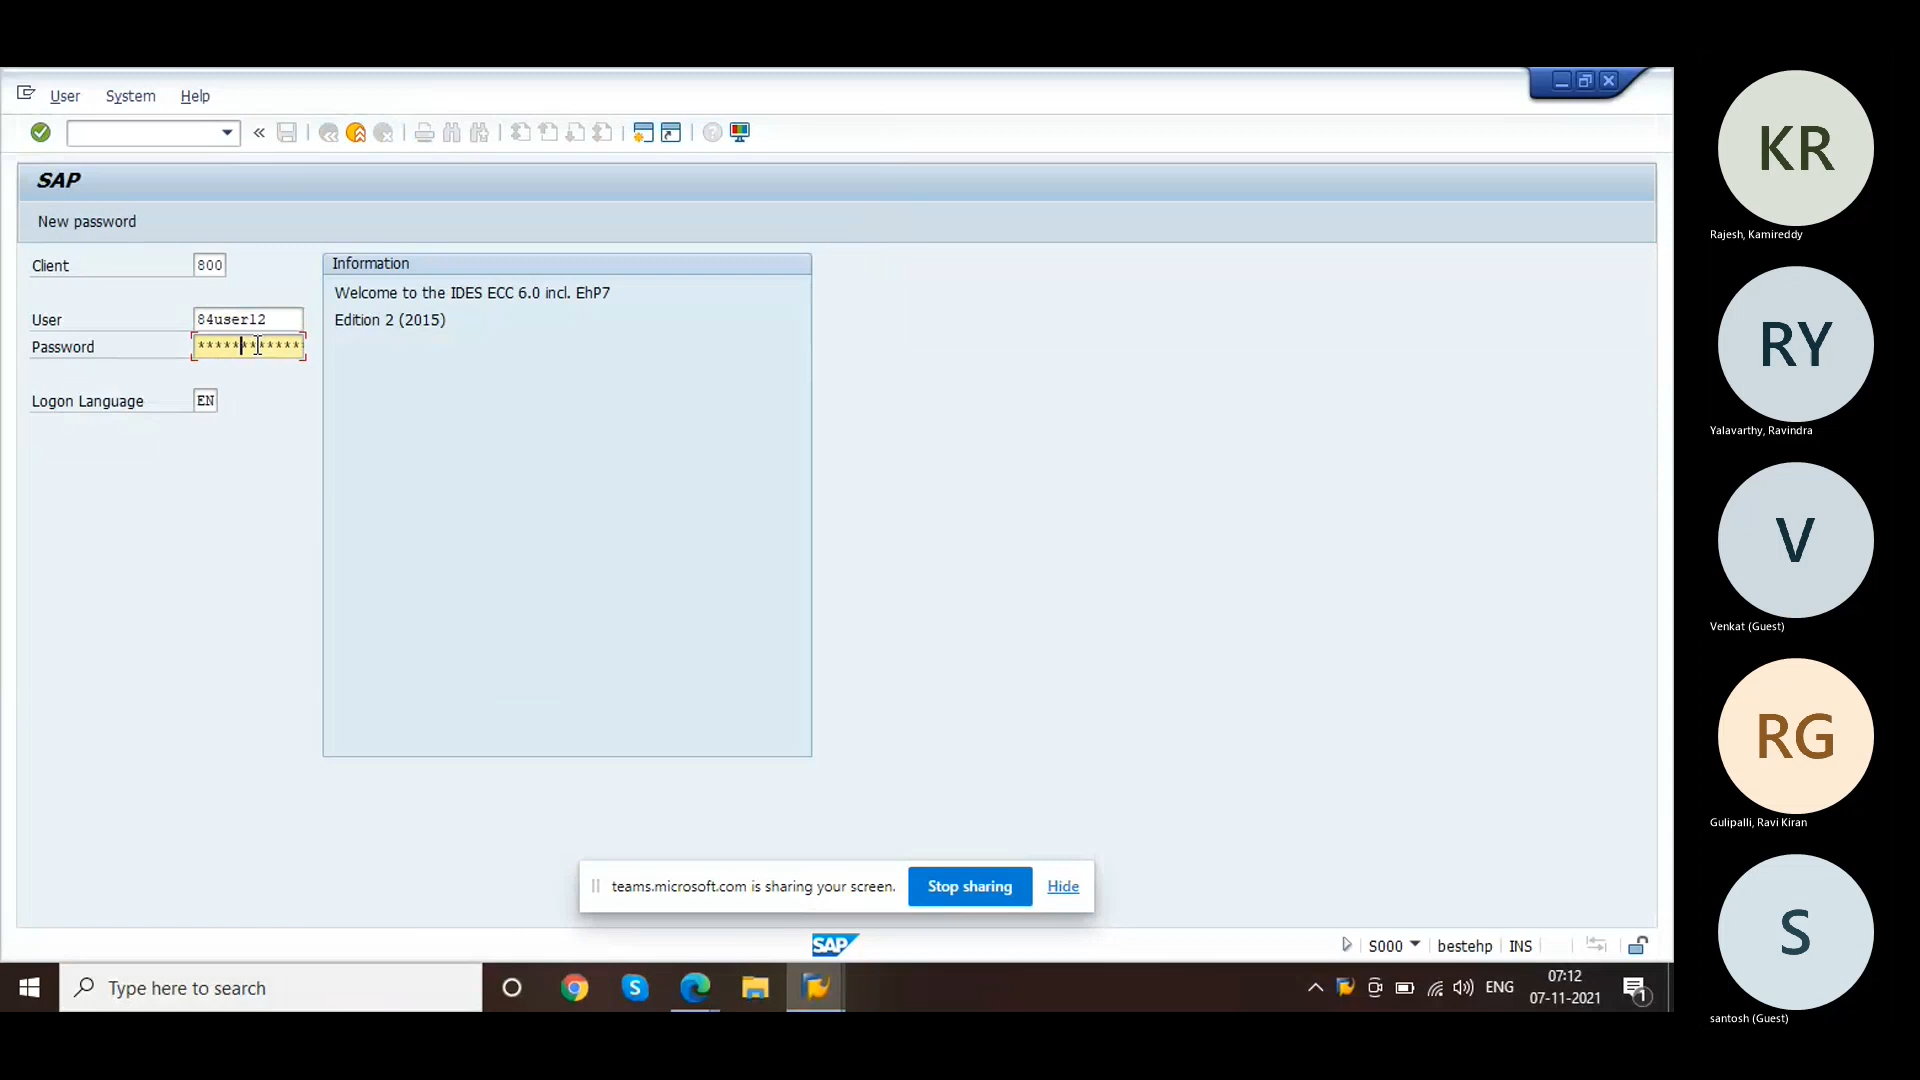 User System Help
SAP
New password
Client 800
User 84user12
Password *************
Logon Language EN
Information
Welcome to the IDES ECC 6.0 incl. EhP7
Edition 2 (2015)
teams.microsoft.com is sharing your screen. Stop sharing Hide
SAP
S000 bestehp INS
Type here to search
S
ENG
07:12
07-11-2021
1
KR
Rajesh, Kamireddy
RY
Yalavarthy, Ravindra
V
Venkat (Guest)
RG
Gulipalli, Ravi Kiran
S
santosh (Guest)